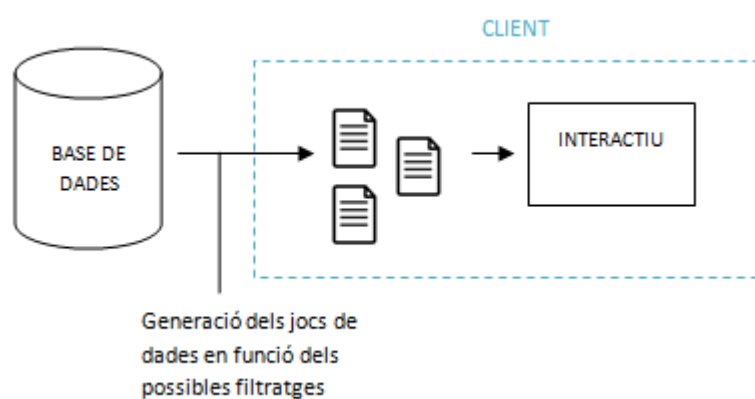 CLIENT
BASE DE
DADES
INTERACTIU
Generació dels jocs de
dades en funció dels
possibles filtratges